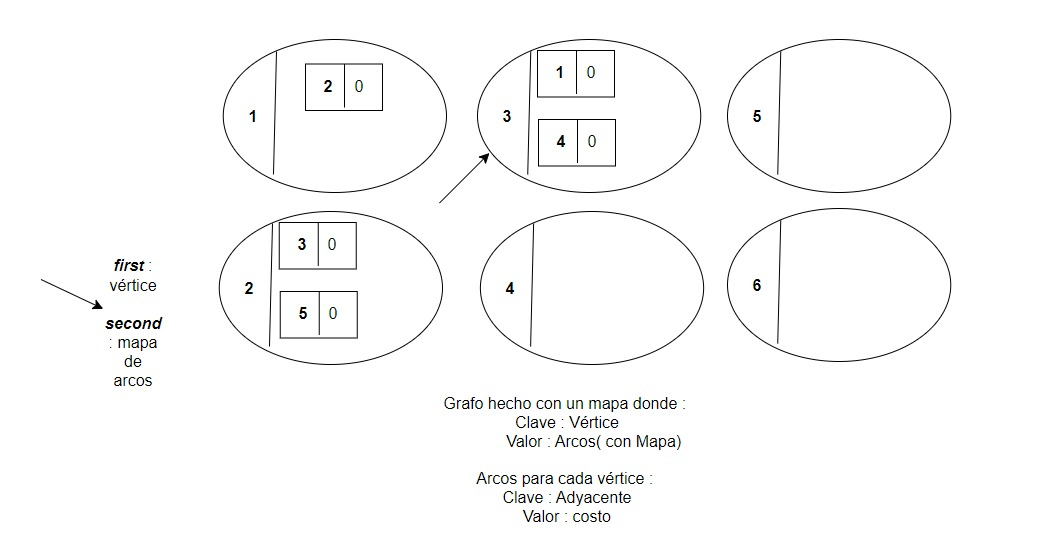 1
2 0
3
1 0
4 0
5
2
3 0
5 0
4
6
first :
vértice
second
: mapa
de
arcos
Grafo hecho con un mapa donde :
Clave : Vértice
Valor : Arcos( con Mapa)
Arcos para cada vértice :
Clave : Adyacente
Valor : costo